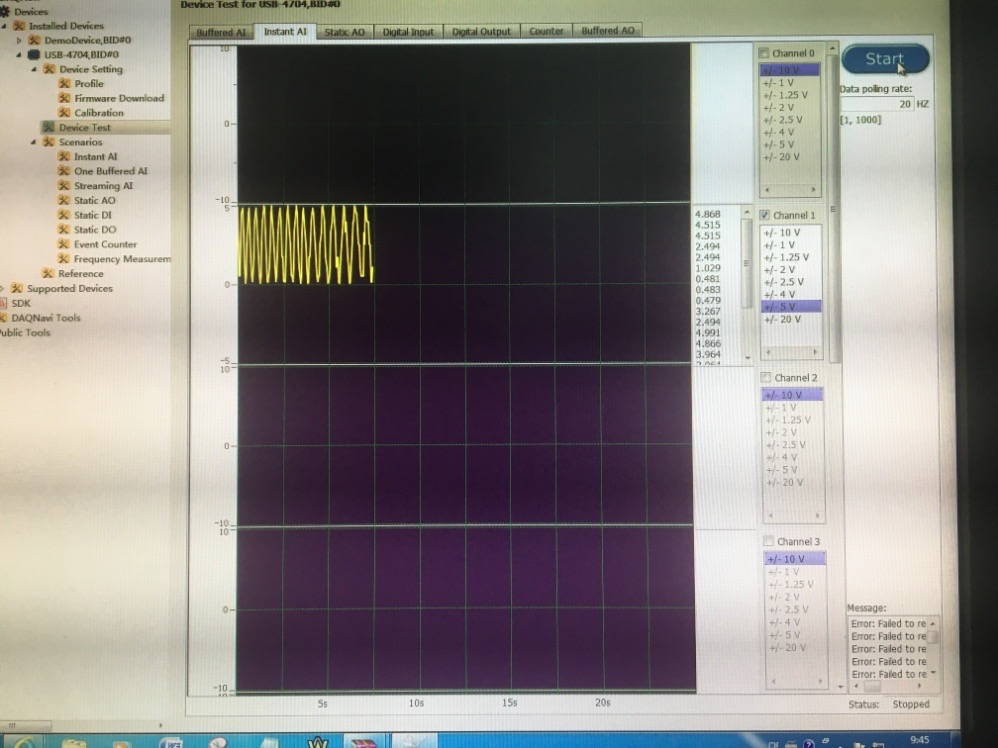 Device Test for USB-4704,BID#0
Devices
Installed Devices
DemoDevice,BID#0
USB-4704,BID#0
Device Setting
Profile
Firmware Download
Calibration
Device Test
Scenarios
Instant AI
One Buffered AI
Streaming AI
Static AO
Static DI
Static DO
Event Counter
Frequency Measurem
Reference
Supported Devices
SDK
DAQNavi Tools
ublic Tools
Buffered AI Instant AI Static AO Digital Input Digital Output Counter Buffered AO
10
0
-10
5
0
-5
10
0
-10
10
0
-10
5s 10s 15s 20s
4.868
4.515
4.515
2.494
2.494
1.029
0.481
0.483
0.479
3.267
2.494
4.991
4.866
3.964
Channel 0
+/- 10 V
+/- 1 V
+/- 1.25 V
+/- 2 V
+/- 2.5 V
+/- 4 V
+/- 5 V
+/- 20 V
Channel 1
+/- 10 V
+/- 1 V
+/- 1.25 V
+/- 2 V
+/- 2.5 V
+/- 4 V
+/- 5 V
+/- 20 V
Channel 2
+/- 10 V
+/- 1 V
+/- 1.25 V
+/- 2 V
+/- 2.5 V
+/- 4 V
+/- 5 V
+/- 20 V
Channel 3
+/- 10 V
+/- 1 V
+/- 1.25 V
+/- 2 V
+/- 2.5 V
+/- 4 V
+/- 5 V
+/- 20 V
Start
Data polling rate:
20 HZ
[1, 1000]
Message:
Error: Failed to re
Error: Failed to re
Error: Failed to re
Error: Failed to re
Error: Failed to re
Status: Stopped
9:45